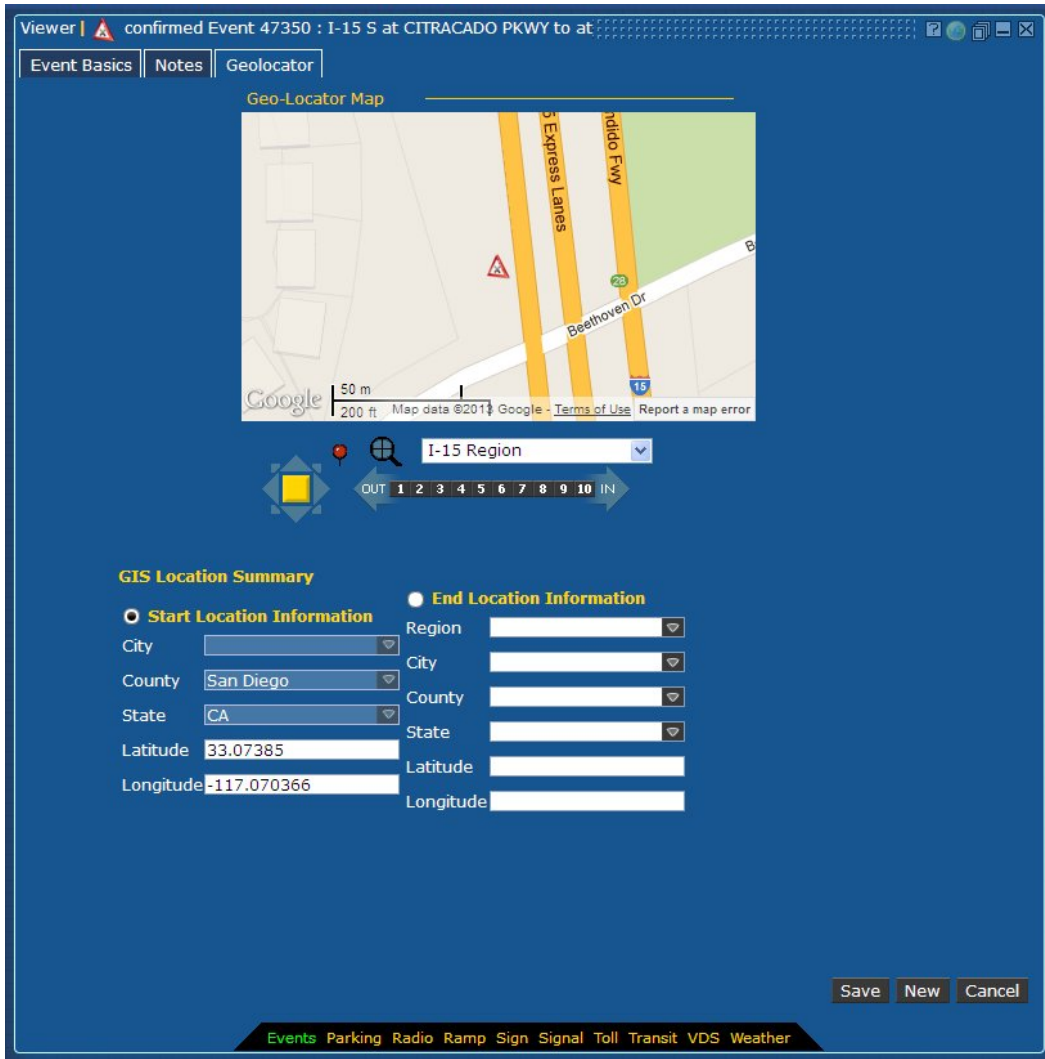 Viewer | confirmed Event 47350 : I-15 S at CITRACADO PKWY to at
Event Basics Notes Geolocator
Geo-Locator Map
5 Express Lanes
ndido Fwy
B
28
Beethoven Dr
15
Google
50 m
200 ft
Map data ©2013 Google - Terms of Use Report a map error
I-15 Region
OUT 1 2 3 4 5 6 7 8 9 10 IN
GIS Location Summary
Start Location Information
City
County San Diego
State CA
Latitude 33.07385
Longitude -117.070366
End Location Information
Region
City
County
State
Latitude
Longitude
Save New Cancel
Events Parking Radio Ramp Sign Signal Toll Transit VDS Weather